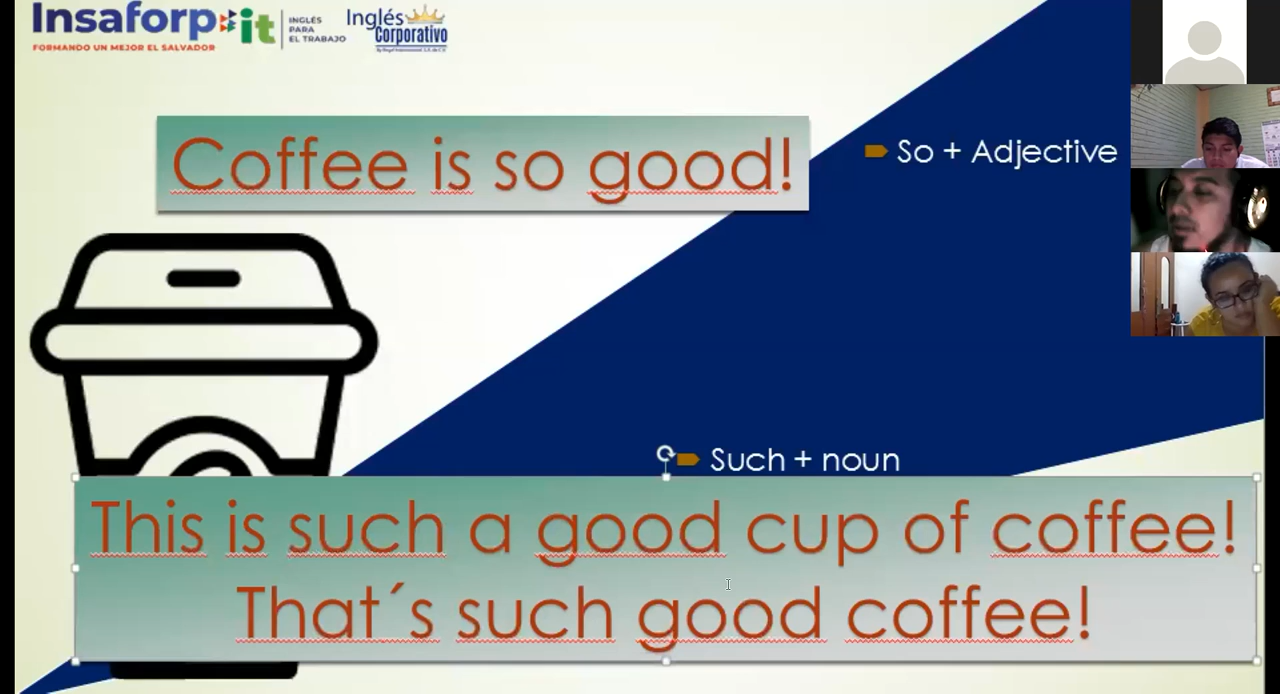 Insaforp it
FORMANDO UN MEJOR EL SALVADOR
INGLÉS
PARA
EL TRABAJO
Inglés
Corporativo
Coffee is so good!
So + Adjective
Such + noun
This is such a good cup of coffee!
That´s such good coffee!